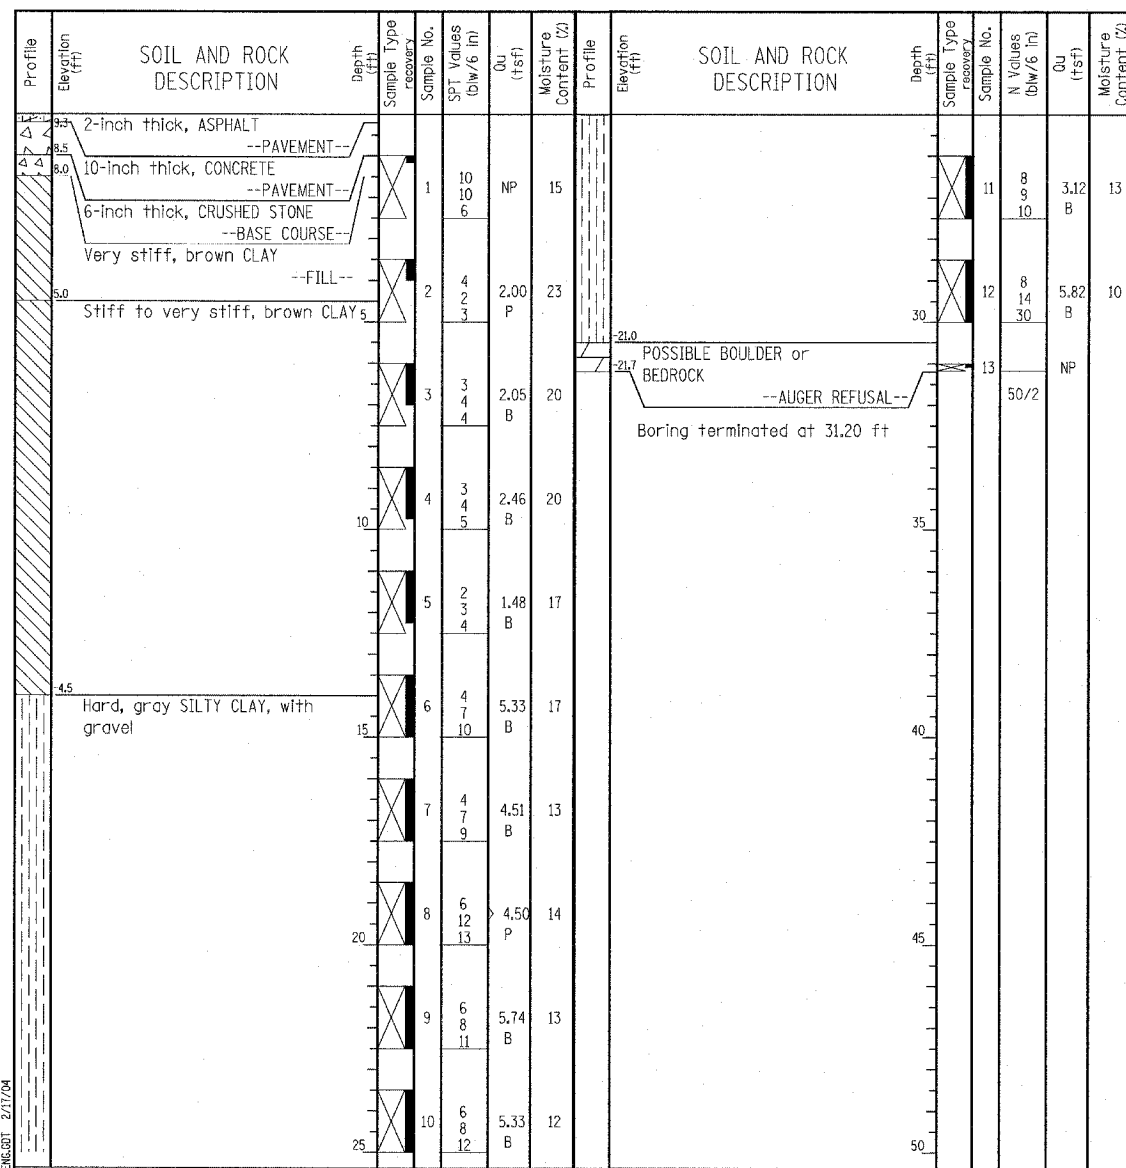 Profile
Elevation (ft)
SOIL AND ROCK
DESCRIPTION
Depth (ft)
Sample Type
recovery
Sample No.
SPT Values
(blw/6 in)
Qu
(tsf)
Moisture
Content (%)
9.3 2-inch thick, ASPHALT
--PAVEMENT--
8.5 10-inch thick, CONCRETE
8.0 --PAVEMENT--
6-inch thick, CRUSHED STONE
--BASE COURSE--
Very stiff, brown CLAY
--FILL--
5.0
Stiff to very stiff, brown CLAY 5
10
-4.5
Hard, gray SILTY CLAY, with
gravel
15
20
25
1 10 10 6 NP 15
2 4 2 3 2.00 P 23
3 3 4 4 2.05 B 20
4 3 4 5 2.46 B 20
5 2 3 4 1.48 B 17
6 4 7 10 5.33 B 17
7 4 7 9 4.51 B 13
8 6 12 13 > 4.50 P 14
9 6 8 11 5.74 B 13
10 6 8 12 5.33 B 12
Profile
Elevation (ft)
SOIL AND ROCK
DESCRIPTION
Depth (ft)
Sample Type
recovery
Sample No.
N Values
(blw/6 in)
Qu
(tsf)
Moisture
Content (%)
11 8 9 10 3.12 B 13
12 8 14 30 5.82 B 10
30
-21.0
POSSIBLE BOULDER or
-21.7 BEDROCK
13 NP
50/2
--AUGER REFUSAL--
Boring terminated at 31.20 ft
35
40
45
50
ENG.GDT 2/17/04